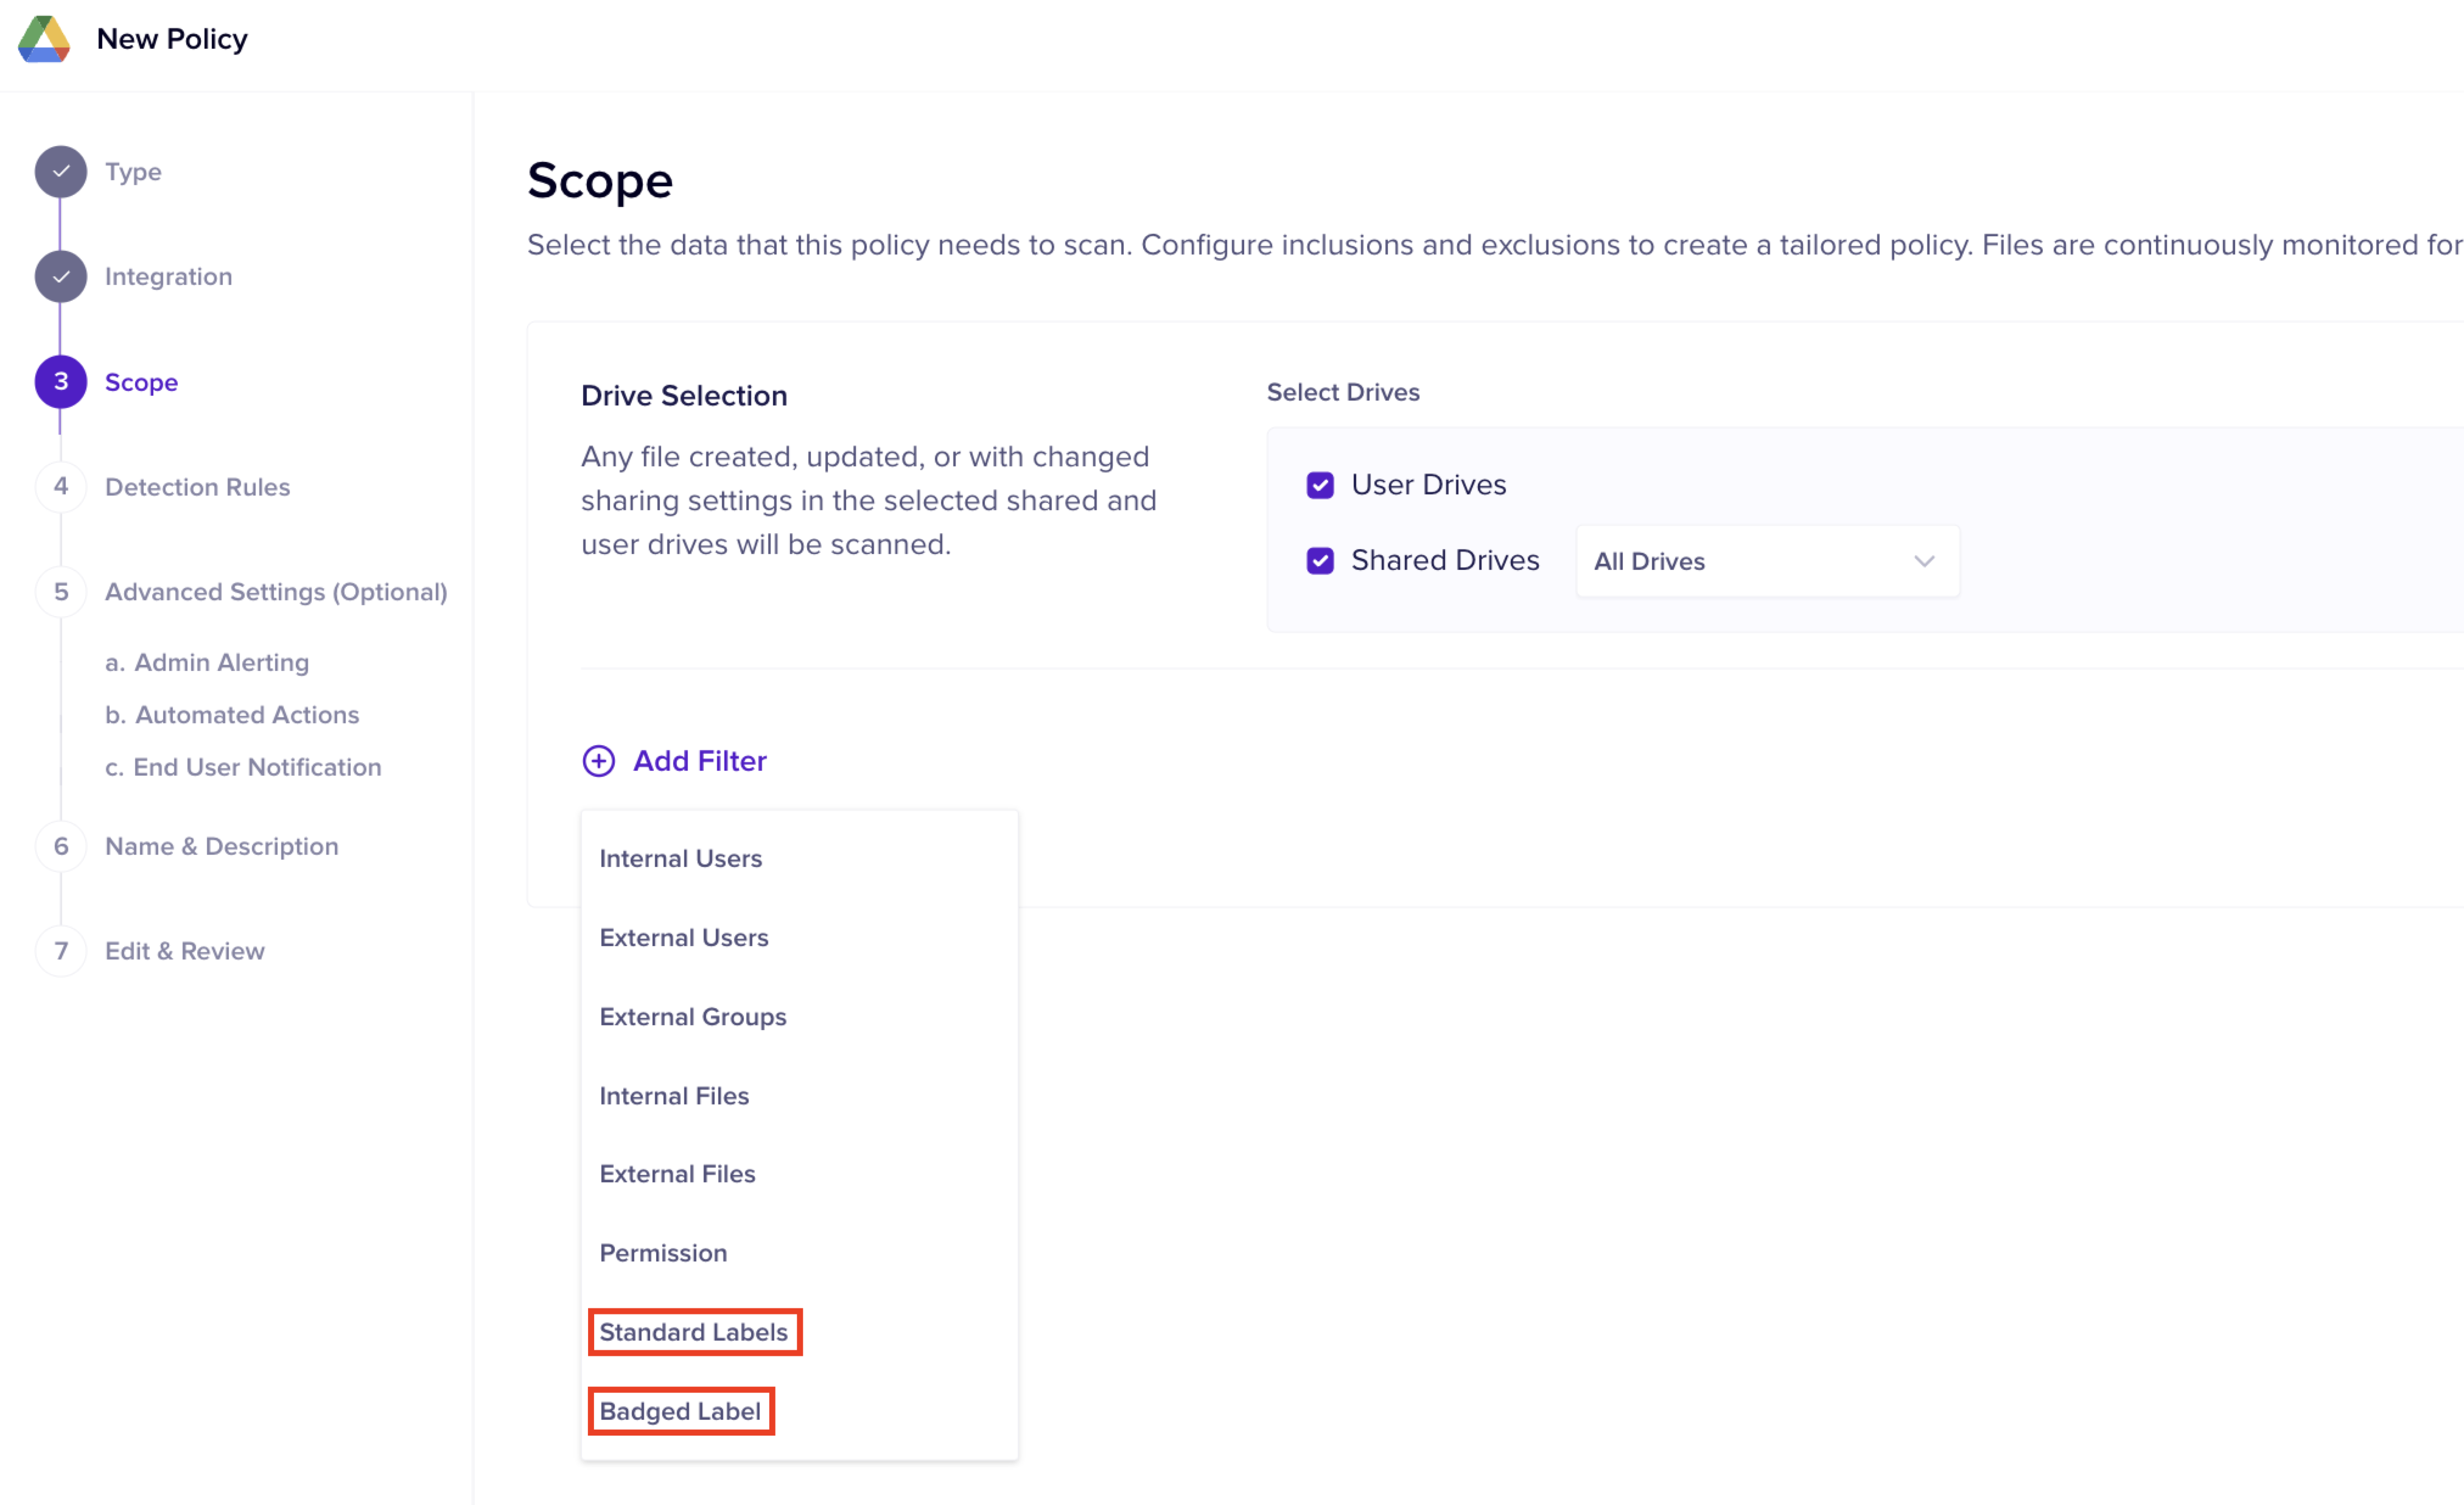 New Policy
Type
Integration
3 Scope
4 Detection Rules
5 Advanced Settings (Optional)
a. Admin Alerting
b. Automated Actions
c. End User Notification
6 Name & Description
7 Edit & Review
Scope
Select the data that this policy needs to scan. Configure inclusions and exclusions to create a tailored policy. Files are continuously monitored for
Drive Selection
Any file created, updated, or with changed
sharing settings in the selected shared and
user drives will be scanned.
Select Drives
User Drives
Shared Drives All Drives
Add Filter
Internal Users
External Users
External Groups
Internal Files
External Files
Permission
Standard Labels
Badged Label